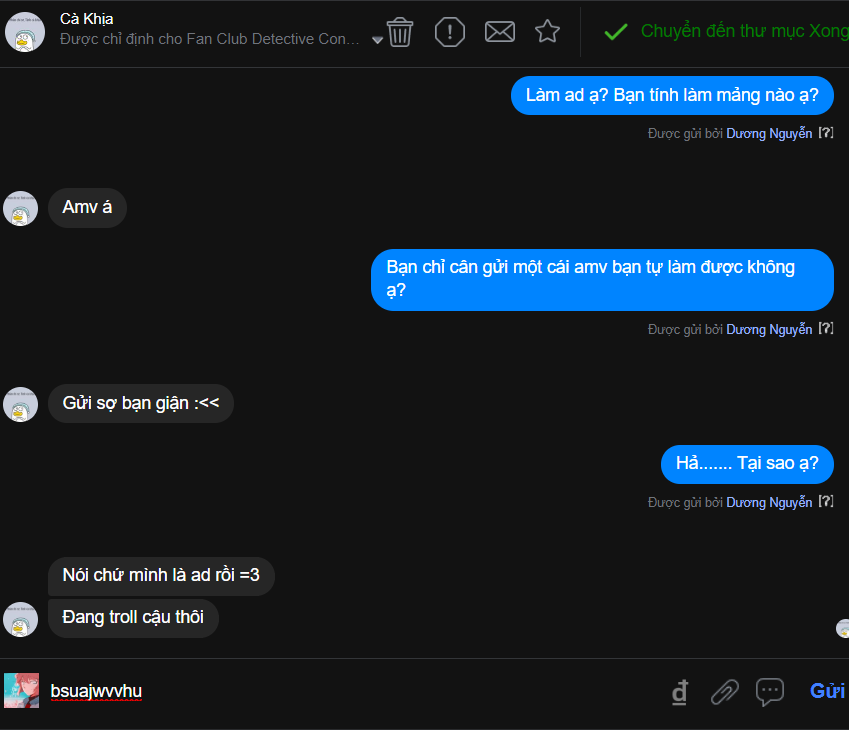 Cà Khịa
Được chỉ định cho Fan Club Detective Con...
Chuyển đến thư mục Xong
Làm ad ạ? Bạn tính làm mảng nào ạ?
Được gửi bởi Dương Nguyễn [?]
Amv á
Bạn chỉ cân gửi một cái amv bạn tự làm được không
ạ?
Được gửi bởi Dương Nguyễn [?]
Gửi sợ bạn giận :<<
Hả....... Tại sao ạ?
Được gửi bởi Dương Nguyễn [?]
Nói chứ mình là ad rồi =3
Đang troll cậu thôi
bsuajwvvhu
đ
Gửi